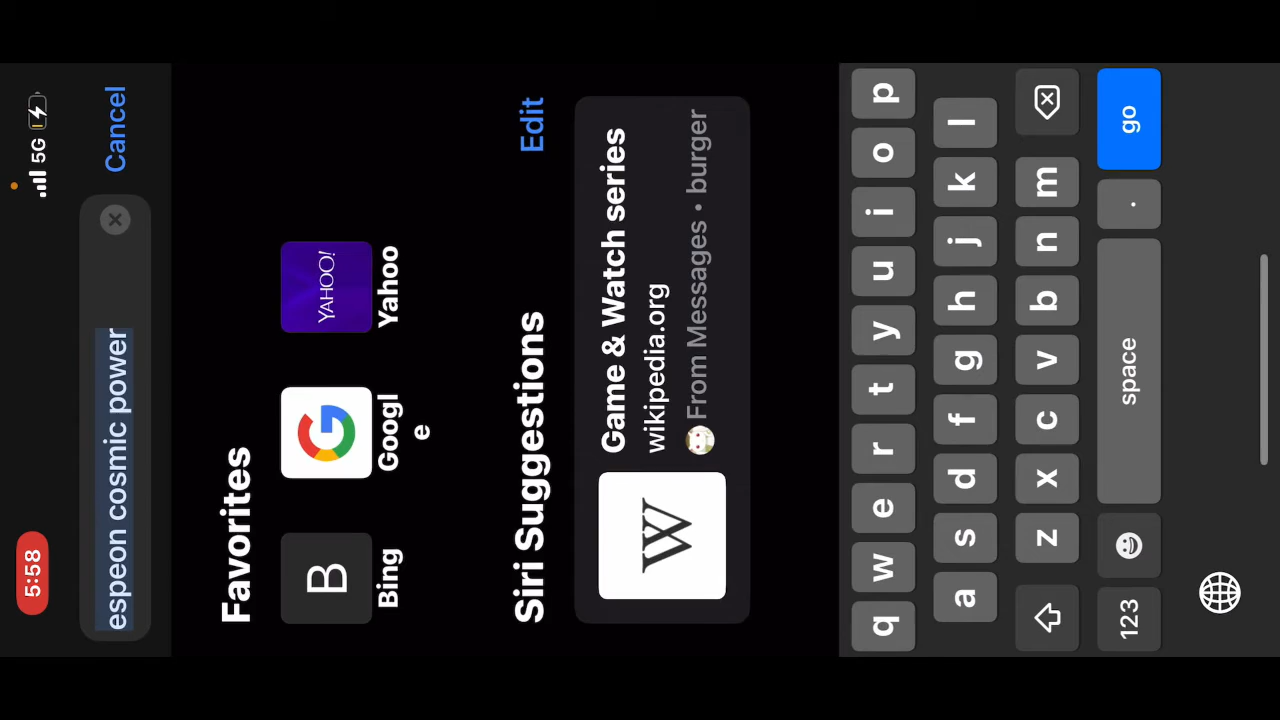 5:58
5G
espeon cosmic power
Cancel
Favorites
B
Bing
Googl
e
YAHOO!
Yahoo
Siri Suggestions
Edit
W
Game & Watch series
wikipedia.org
From Messages • burger
q w e r t y u i o p
a s d f g h j k l
z x c v b n m
123
space
.
go